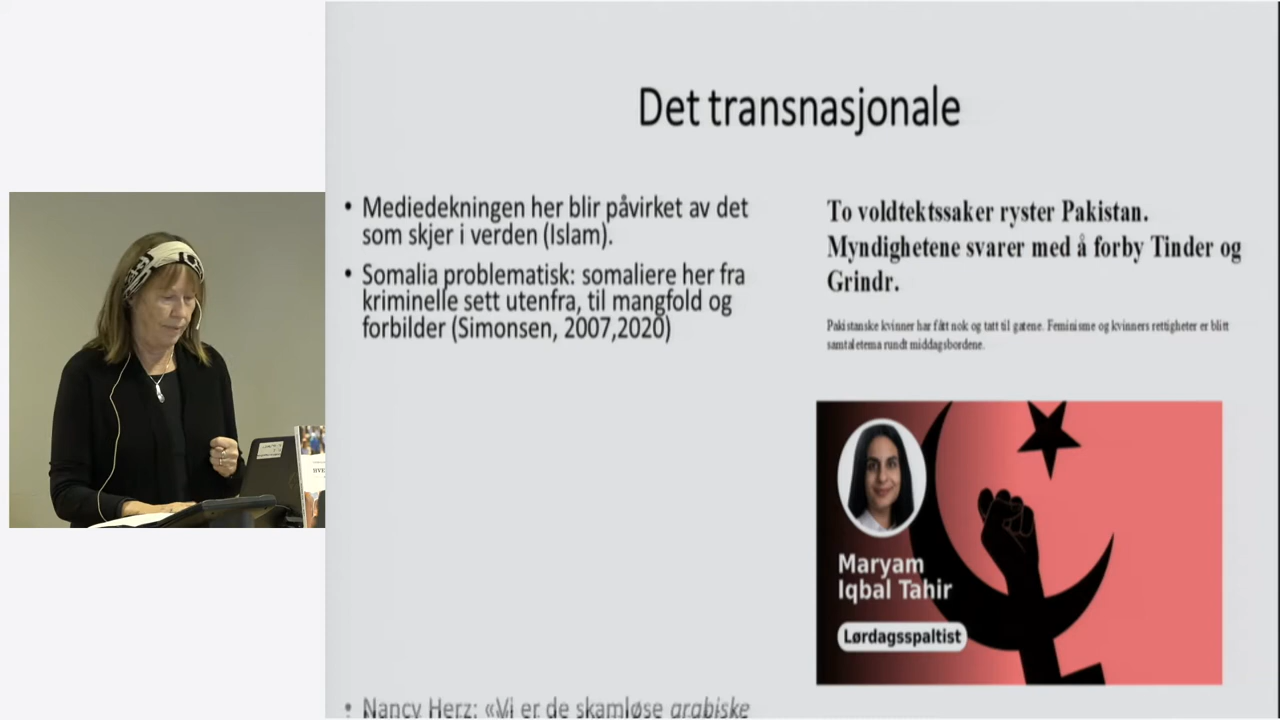 Det transnasjonale
• Mediedekningen her blir påvirket av det
som skjer i verden (Islam).
• Somalia problematisk: somaliere her fra
kriminelle sett utenfra, til mangfold og
forbilder (Simonsen, 2007,2020)
• Nancy Herz: «Vi er de skamløse arabiske
To voldtektssaker ryster Pakistan.
Myndighetene svarer med å forby Tinder og
Grindr.
Pakistanske kvinner har fått nok og tatt til gatene. Feminisme og kvinners rettigheter er blitt
samtaletema rundt middagsbordene.
Maryam
Iqbal Tahir
Lørdagsspaltist